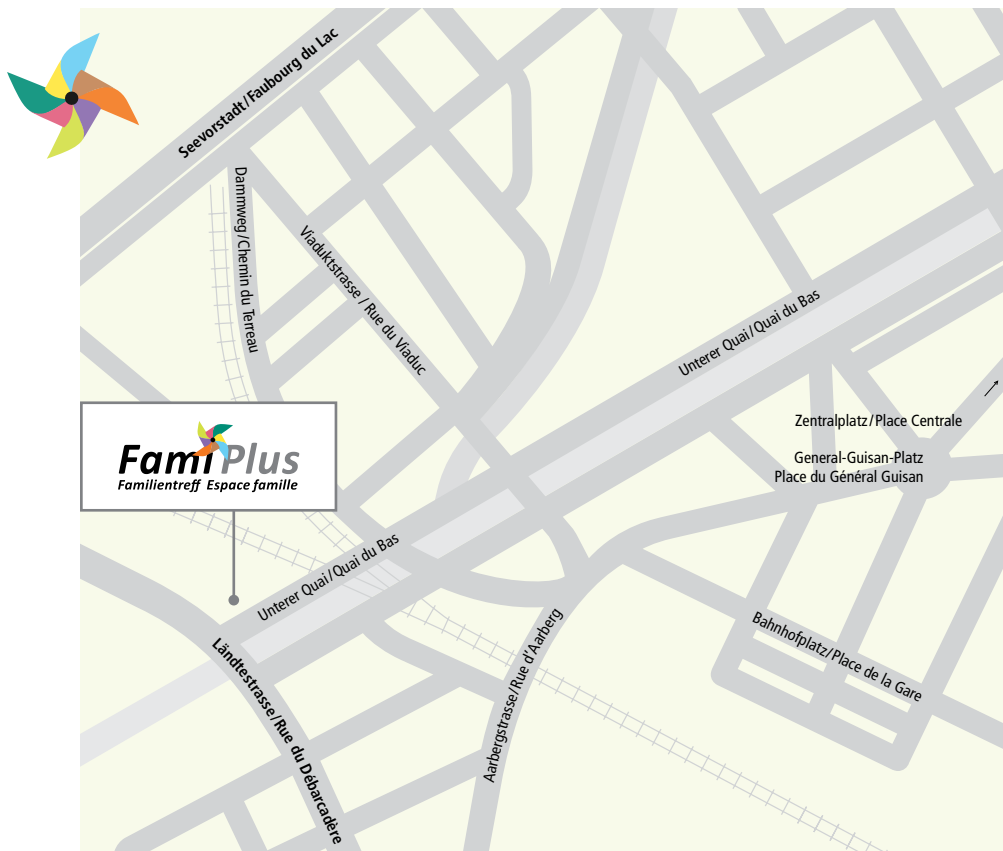 Seevorstadt/Faubourg du Lac
Dammweg/Chemin du Terreau
Viaduktstrasse / Rue du Viaduc
Unterer Quai/Quai du Bas
Zentralplatz/Place Centrale
General-Guisan-Platz
Place du Général Guisan
Fami Plus
Familientreff Espace famille
Unterer Quai/Quai du Bas
Ländtestrasse/Rue du Débarcadère
Aarbergstrasse/Rue d'Aarberg
Bahnhofplatz/Place de la Gare